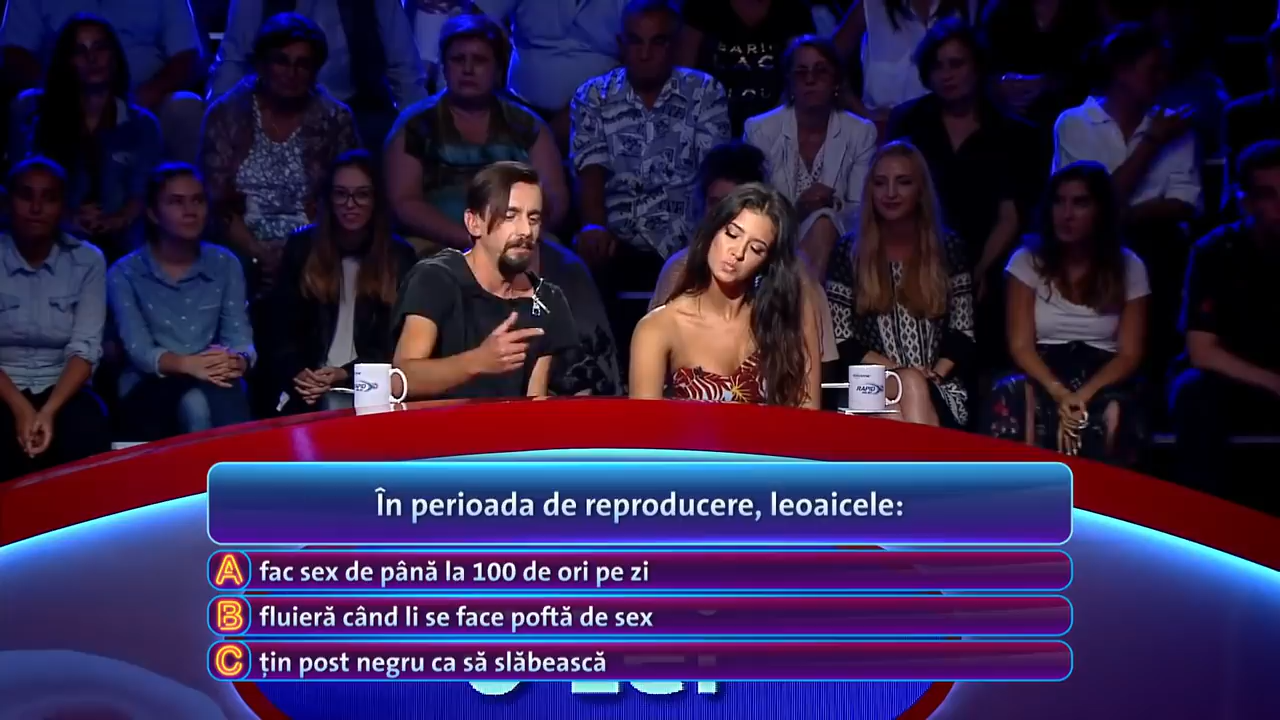 În perioada de reproducere, leoaicele:
A fac sex de până la 100 de ori pe zi
B fluieră când li se face poftă de sex
C țin post negru ca să slăbească